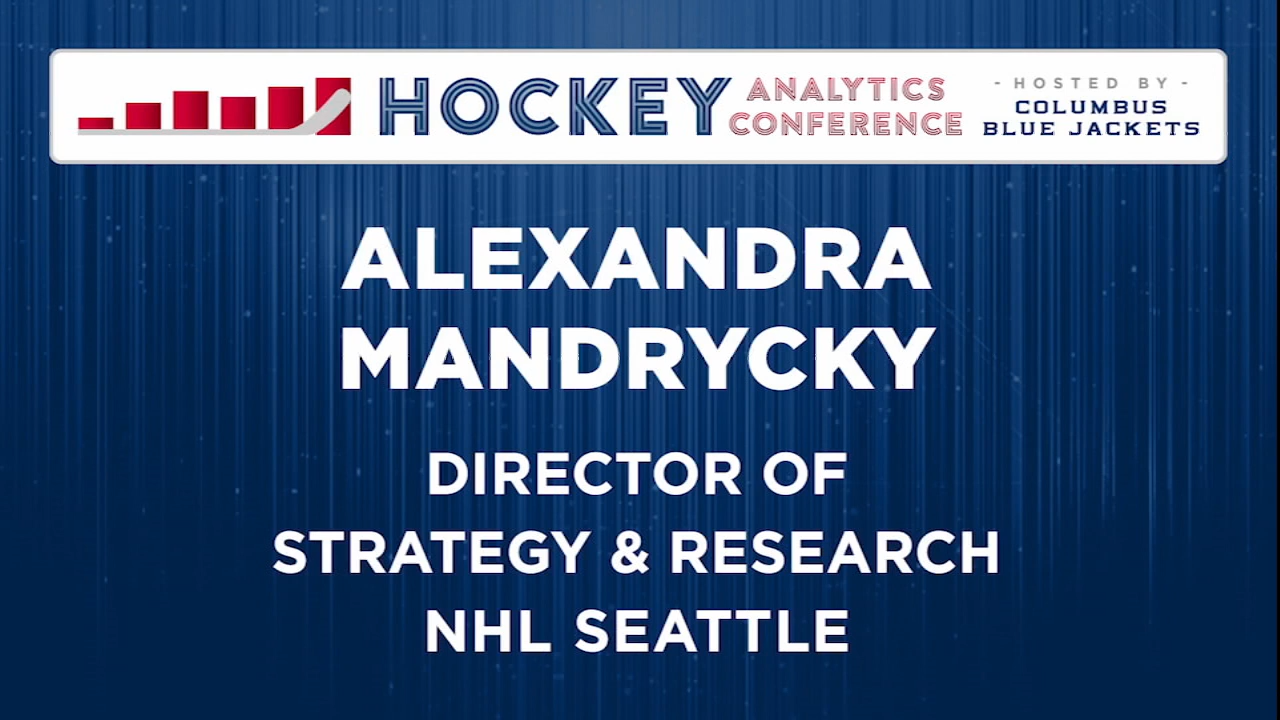 HOCKEY
ANALYTICS
CONFERENCE
- HOSTED BY -
COLUMBUS
BLUE JACKETS
ALEXANDRA
MANDRYCKY
DIRECTOR OF
STRATEGY & RESEARCH
NHL SEATTLE